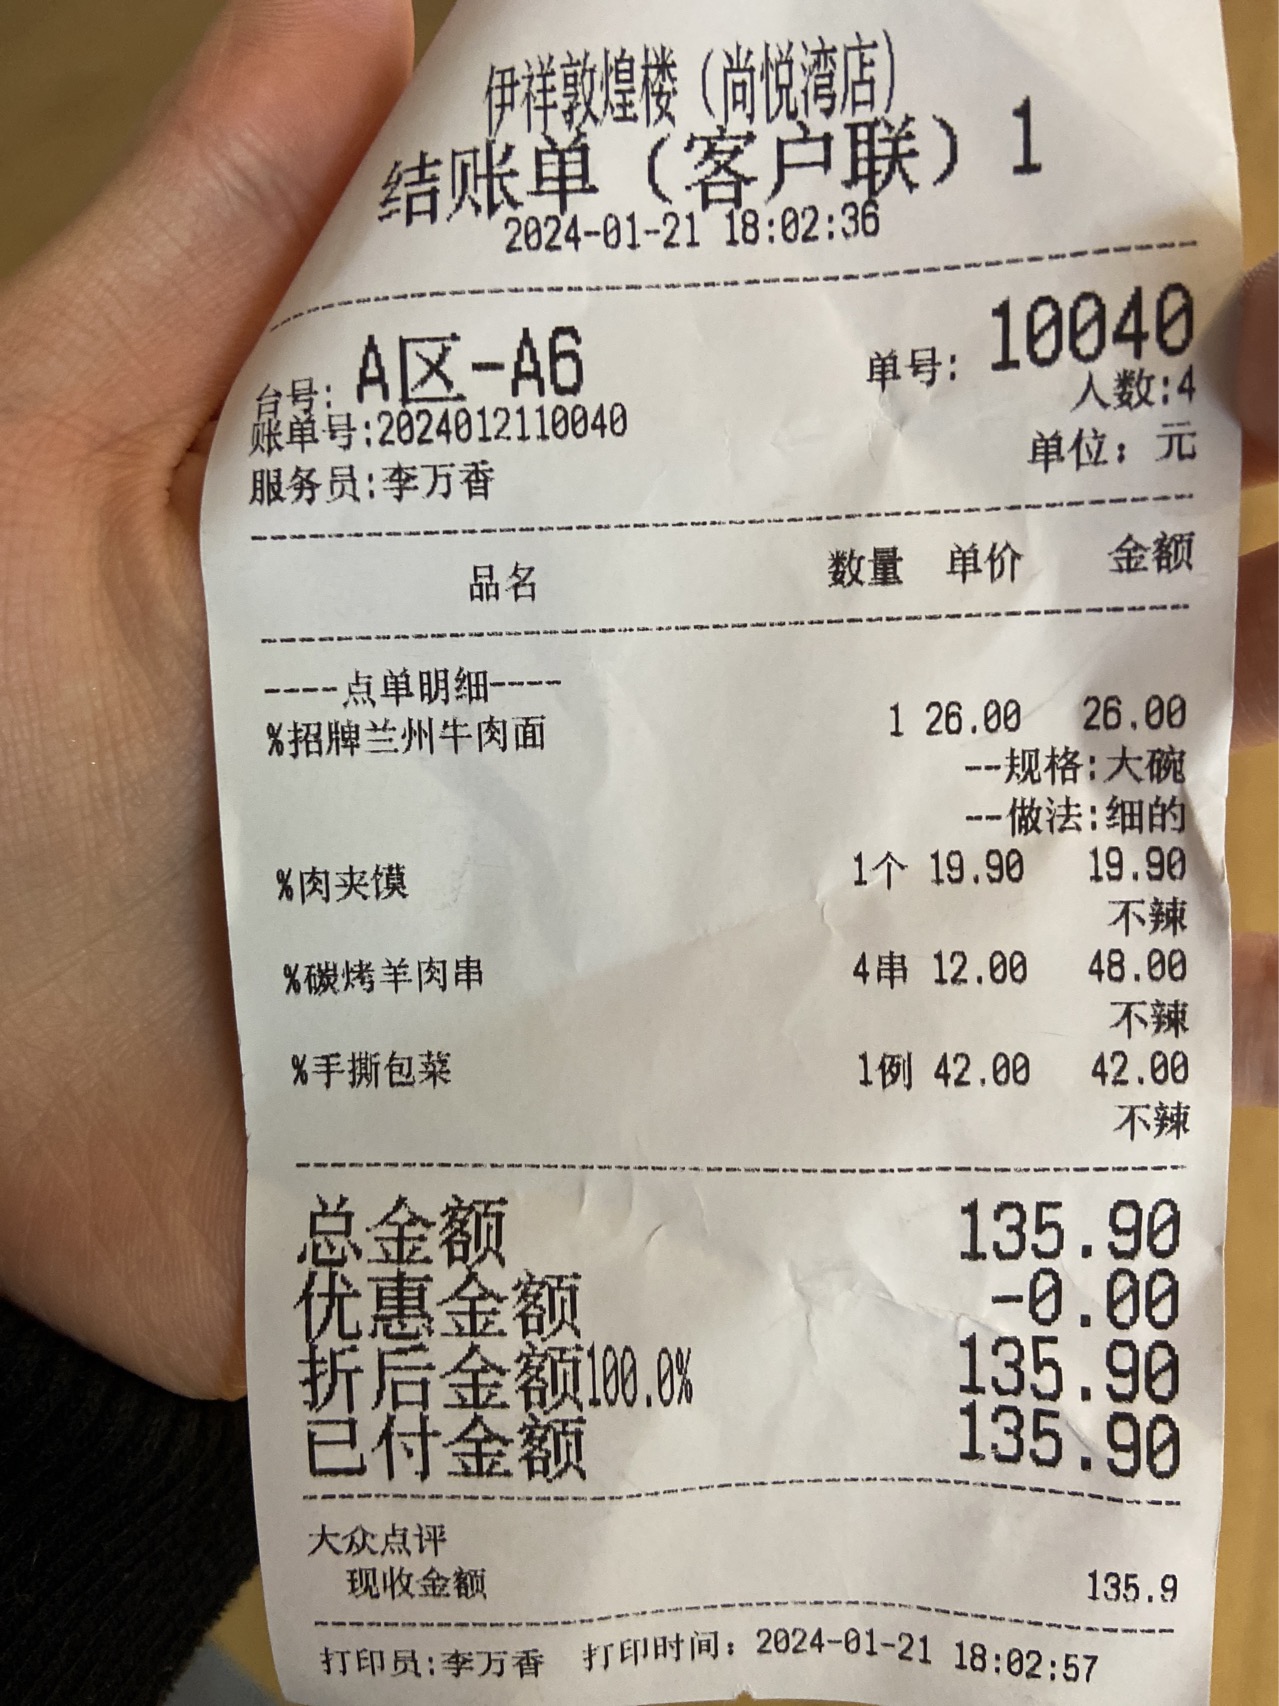 伊祥敦煌楼（尚悦湾店）
结账单（客户联）1
2024-01-21 18:02:36
台号: A区-A6 单号: 10040
人数:4
账单号:2024012110040
单位: 元
服务员:李万香
品名 数量 单价 金额
----点单明细----
%招牌兰州牛肉面 1 26.00 26.00
--规格:大碗
--做法:细的
%肉夹馍 1个 19.90 19.90
不辣
%碳烤羊肉串 4串 12.00 48.00
不辣
%手撕包菜 1例 42.00 42.00
不辣
总金额 135.90
优惠金额 -0.00
折后金额100.0% 135.90
已付金额 135.90
大众点评
现收金额 135.9
打印员:李万香 打印时间: 2024-01-21 18:02:57